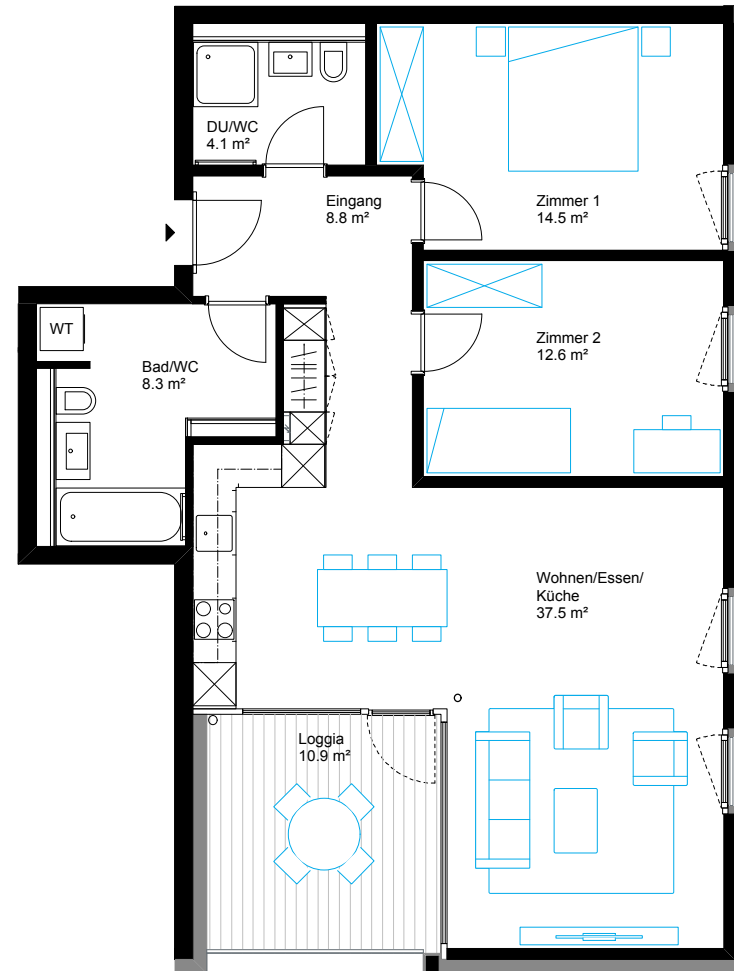 DU/WC
4.1 m²
Eingang
8.8 m²
Zimmer 1
14.5 m²
WT
Bad/WC
8.3 m²
Zimmer 2
12.6 m²
Wohnen/Essen/
Küche
37.5 m²
Loggia
10.9 m²